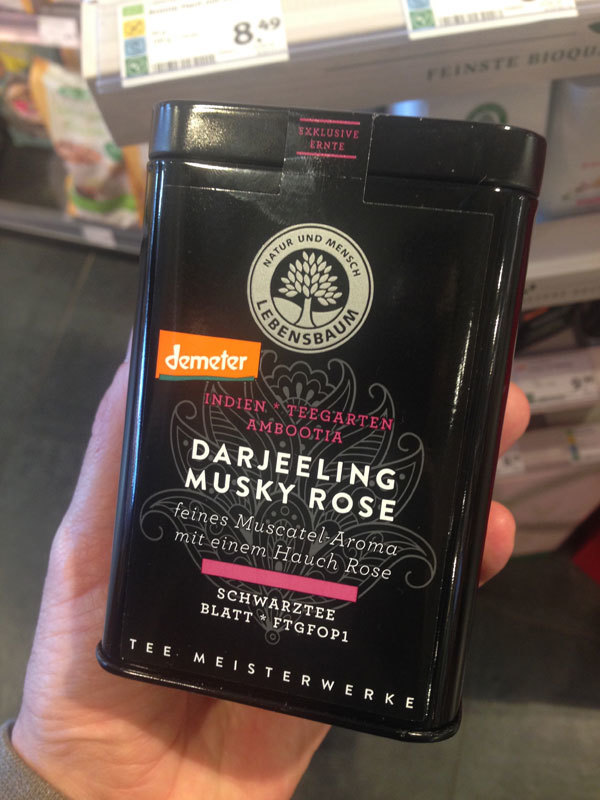 8.49
FEINSTE BIOQU
EXKLUSIVE
ERNTE
NATUR UND MENSCH
LEBENSBAUM
demeter
INDIEN * TEEGARTEN
AMBOOTIA
DARJEELING
MUSKY ROSE
feines Muscatel-Aroma
mit einem Hauch Rose
SCHWARZTEE
BLATT * FTGFOP1
TEE MEISTERWERKE